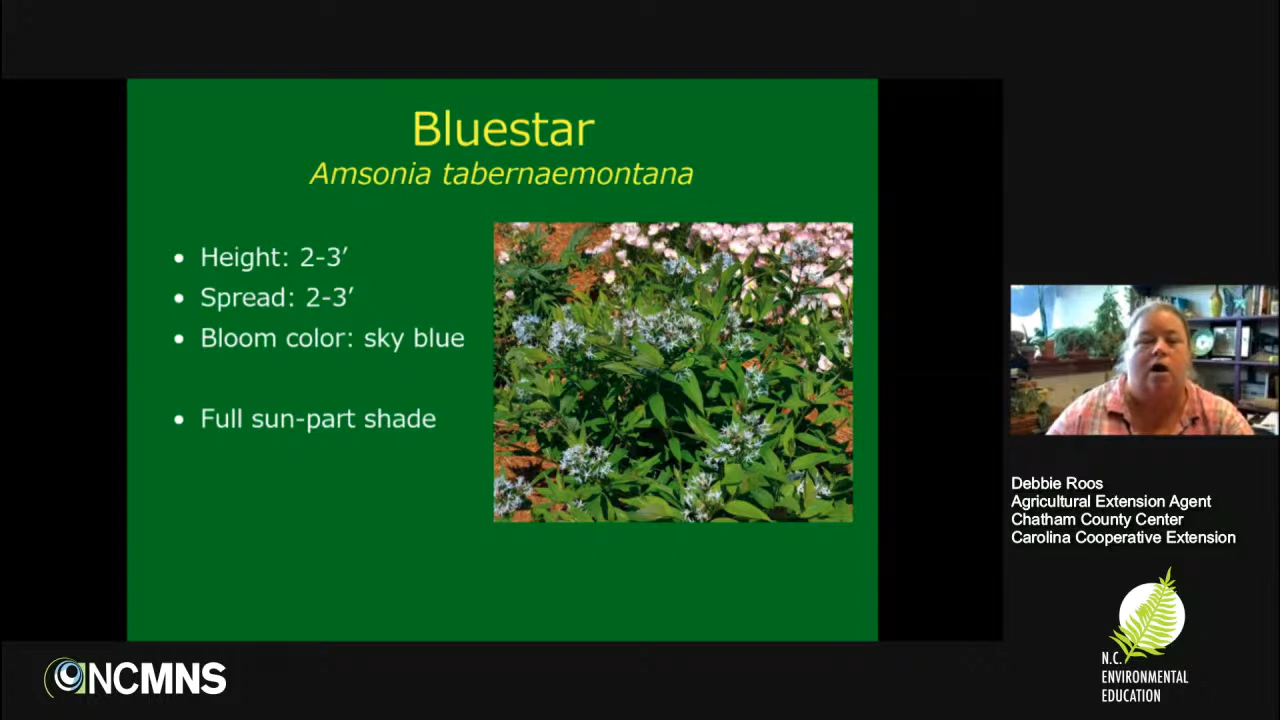 Bluestar
Amsonia tabernaemontana
• Height: 2-3′
• Spread: 2-3′
• Bloom color: sky blue
• Full sun-part shade
Debbie Roos
Agricultural Extension Agent
Chatham County Center
Carolina Cooperative Extension
NCMNS
N.C.
ENVIRONMENTAL
EDUCATION